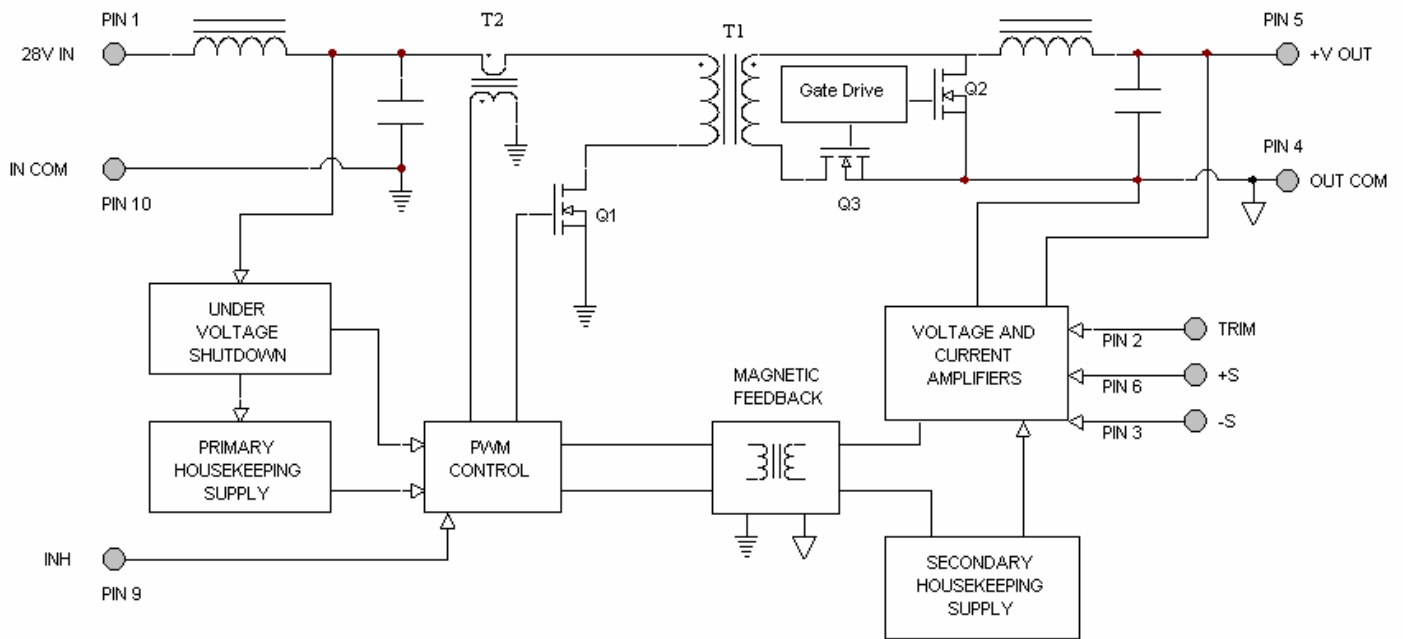 PIN 1
T2
T1
PIN 5
28V IN
+V OUT
Gate Drive
Q2
PIN 4
IN COM
OUT COM
PIN 10
Q3
Q1
UNDER
VOLTAGE
SHUTDOWN
VOLTAGE AND
CURRENT
AMPLIFIERS
TRIM
PIN 2
+S
PIN 6
-S
PIN 3
MAGNETIC
FEEDBACK
PRIMARY
HOUSEKEEPING
SUPPLY
PWM
CONTROL
INH
PIN 9
SECONDARY
HOUSEKEEPING
SUPPLY